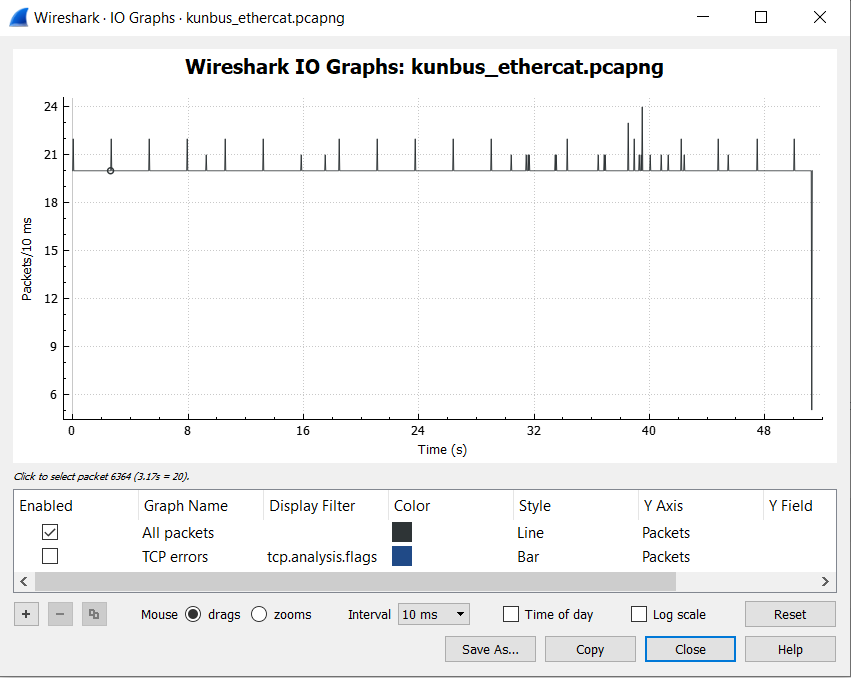 Wireshark · IO Graphs · kunbus_ethercat.pcapng
Wireshark IO Graphs: kunbus_ethercat.pcapng
24
21
18
15
12
9
6
Packets/10 ms
0 8 16 24 32 40 48
Time (s)
Click to select packet 6364 (3.17s = 20).
Enabled Graph Name Display Filter Color Style Y Axis Y Field
All packets Line Packets
TCP errors tcp.analysis.flags Bar Packets
+ − Mouse drags zooms Interval 10 ms Time of day Log scale Reset
Save As... Copy Close Help